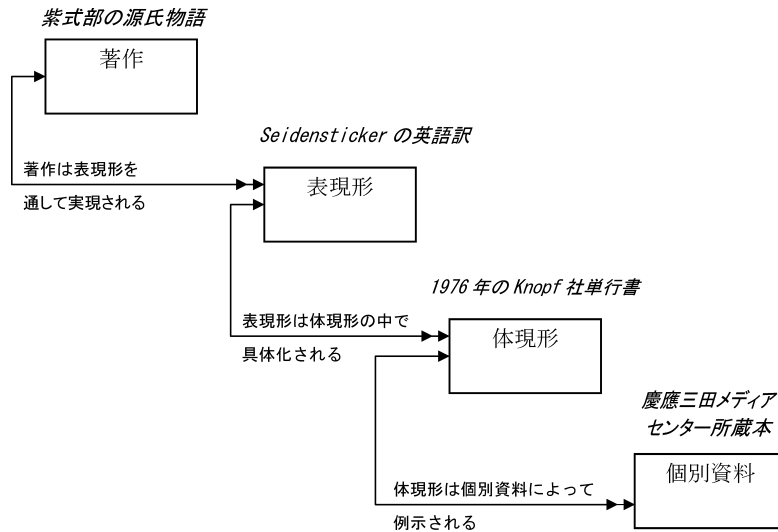 紫式部の源氏物語
著作
著作は表現形を
通して実現される
Seidensticker の英語訳
表現形
表現形は体現形の中で
具体化される
1976 年の Knopf 社単行書
体現形
体現形は個別資料によって
例示される
慶應三田メディア
センター所蔵本
個別資料